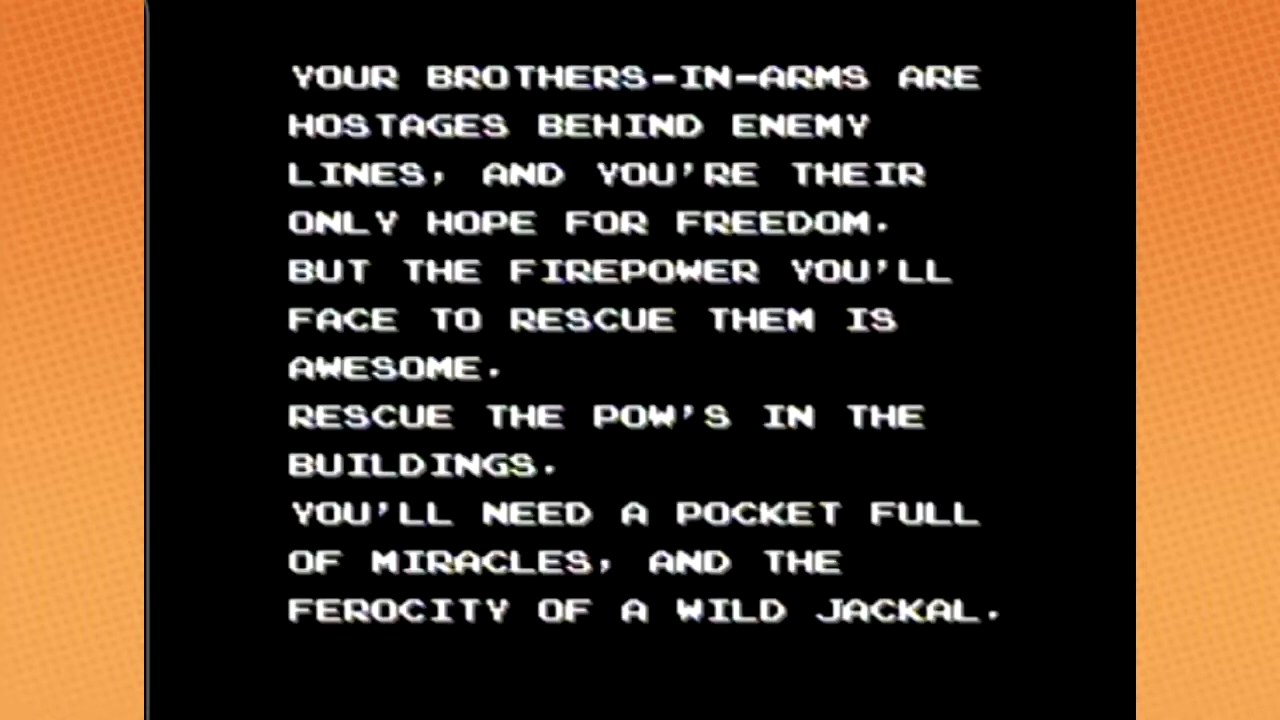 YOUR BROTHERS-IN-ARMS ARE
HOSTAGES BEHIND ENEMY
LINES, AND YOU'RE THEIR
ONLY HOPE FOR FREEDOM.
BUT THE FIREPOWER YOU'LL
FACE TO RESCUE THEM IS
AWESOME.
RESCUE THE POW'S IN THE
BUILDINGS.
YOU'LL NEED A POCKET FULL
OF MIRACLES, AND THE
FEROCITY OF A WILD JACKAL.